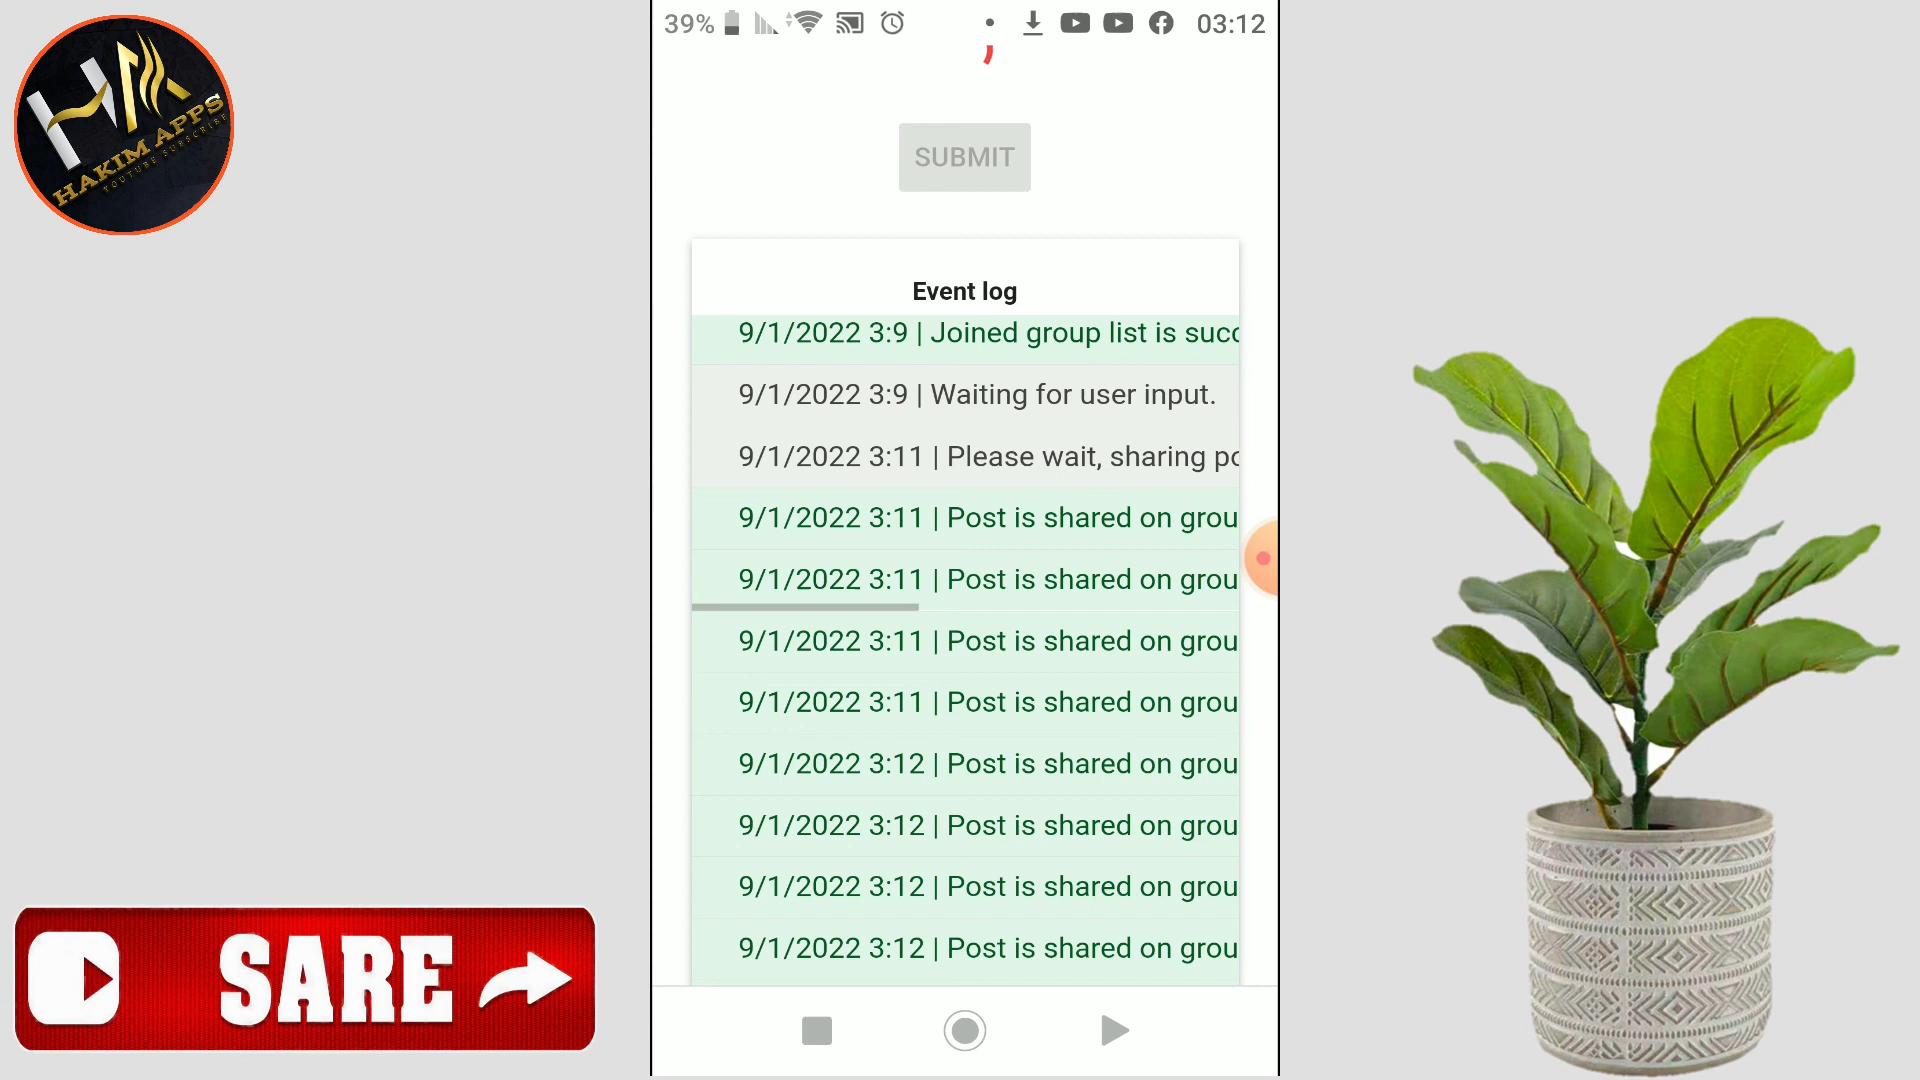 HAKIM APPS
YOUTUBE SUBSCRIBE
39%
03:12
SUBMIT
Event log
9/1/2022 3:9 | Joined group list is succ
9/1/2022 3:9 | Waiting for user input.
9/1/2022 3:11 | Please wait, sharing po
9/1/2022 3:11 | Post is shared on grou
9/1/2022 3:11 | Post is shared on grou
9/1/2022 3:11 | Post is shared on grou
9/1/2022 3:11 | Post is shared on grou
9/1/2022 3:12 | Post is shared on grou
9/1/2022 3:12 | Post is shared on grou
9/1/2022 3:12 | Post is shared on grou
9/1/2022 3:12 | Post is shared on grou
SARE